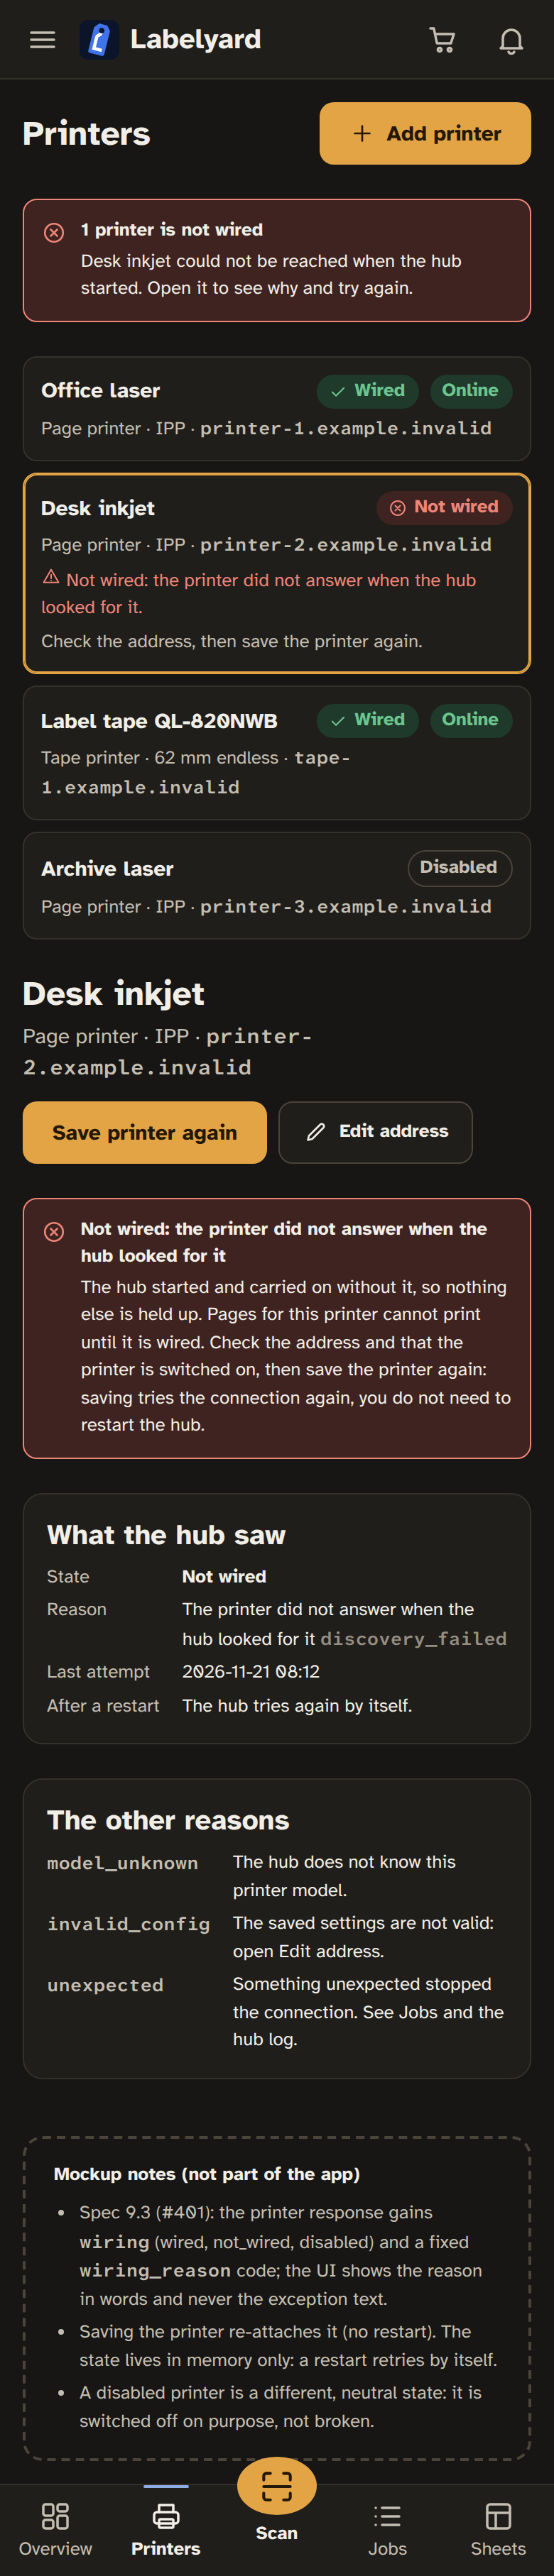 Labelyard
Printers
Add printer
1 printer is not wired
Desk inkjet could not be reached when the hub
started. Open it to see why and try again.
Office laser
Wired
Online
Page printer · IPP · printer-1.example.invalid
Desk inkjet
Not wired
Page printer · IPP · printer-2.example.invalid
Not wired: the printer did not answer when the hub
looked for it.
Check the address, then save the printer again.
Label tape QL-820NWB
Wired
Online
Tape printer · 62 mm endless · tape-
1.example.invalid
Archive laser
Disabled
Page printer · IPP · printer-3.example.invalid
Desk inkjet
Page printer · IPP · printer-
2.example.invalid
Save printer again
Edit address
Not wired: the printer did not answer when the
hub looked for it
The hub started and carried on without it, so nothing
else is held up. Pages for this printer cannot print
until it is wired. Check the address and that the
printer is switched on, then save the printer again:
saving tries the connection again, you do not need to
restart the hub.
What the hub saw
State
Not wired
Reason
The printer did not answer when the
hub looked for it discovery_failed
Last attempt
2026-11-21 08:12
After a restart
The hub tries again by itself.
The other reasons
model_unknown
The hub does not know this
printer model.
invalid_config
The saved settings are not valid:
open Edit address.
unexpected
Something unexpected stopped
the connection. See Jobs and the
hub log.
Mockup notes (not part of the app)
• Spec 9.3 (#401): the printer response gains
wiring (wired, not_wired, disabled) and a fixed
wiring_reason code; the UI shows the reason
in words and never the exception text.
• Saving the printer re-attaches it (no restart). The
state lives in memory only: a restart retries by itself.
• A disabled printer is a different, neutral state: it is
switched off on purpose, not broken.
Overview
Printers
Scan
Jobs
Sheets